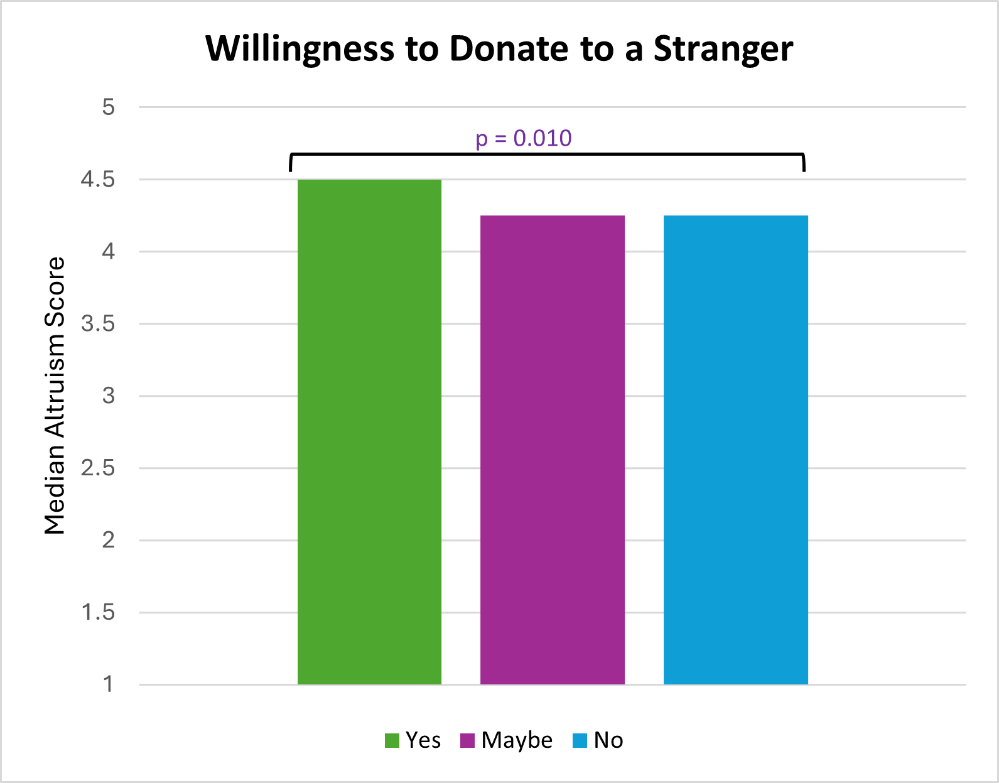 Willingness to Donate to a Stranger
5
p = 0.010
4.5
4
3.5
3
2.5
2
1.5
1
Median Altruism Score
Yes Maybe No